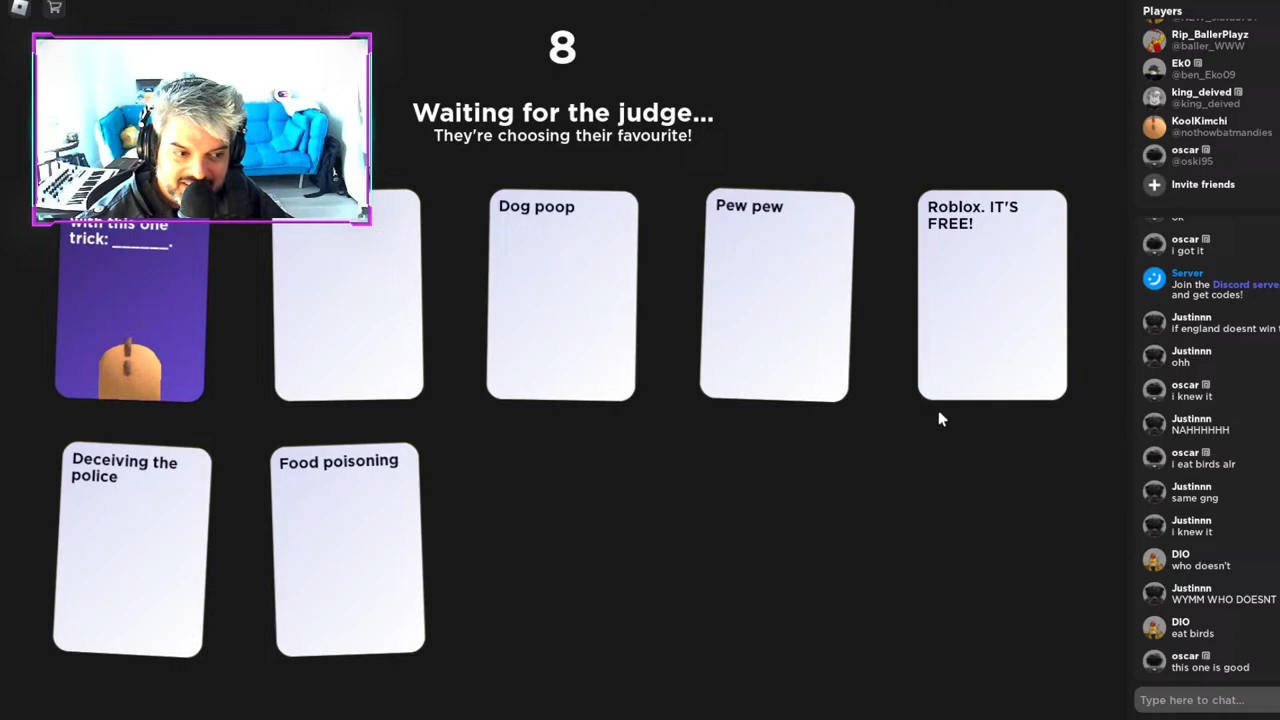 8
Waiting for the judge...
They're choosing their favourite!
with this one
trick: ______.
Dog poop
Pew pew
Roblox. IT'S
FREE!
Deceiving the
police
Food poisoning
Players
Rip_BallerPlayz
@baller_WWW
Ek0
@ben_Eko09
king_deived
@king_deived
KoolKimchi
@nothowbatmandies
oscar
@oski95
Invite friends
ok
oscar
i got it
Server
Join the Discord serve
and get codes!
Justinnn
if england doesnt win
Justinnn
ohh
oscar
i knew it
Justinnn
NAHHHHHH
oscar
i eat birds alr
Justinnn
same gng
Justinnn
i knew it
DIO
who doesn't
Justinnn
WYMM WHO DOESNT
DIO
eat birds
oscar
this one is good
Type here to chat...